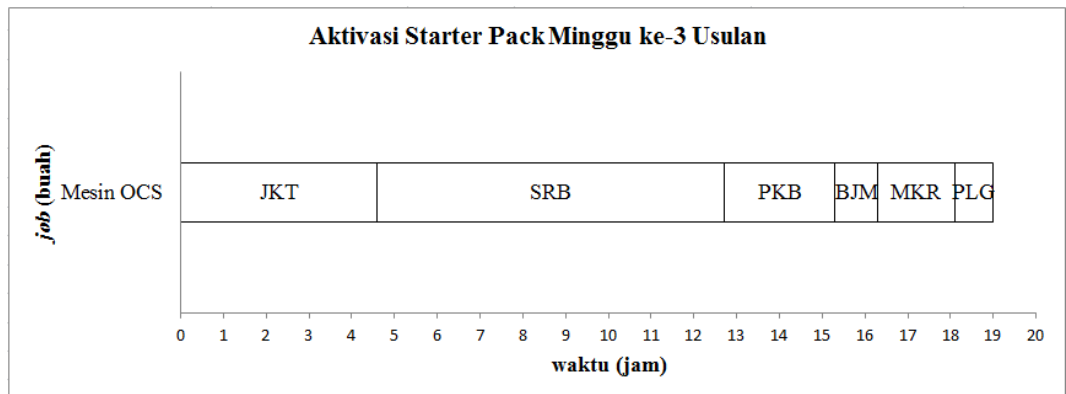 Aktivasi Starter Pack Minggu ke-3 Usulan
job (buah)
Mesin OCS
JKT SRB PKB BJM MKR PLG
0 1 2 3 4 5 6 7 8 9 10 11 12 13 14 15 16 17 18 19 20
waktu (jam)